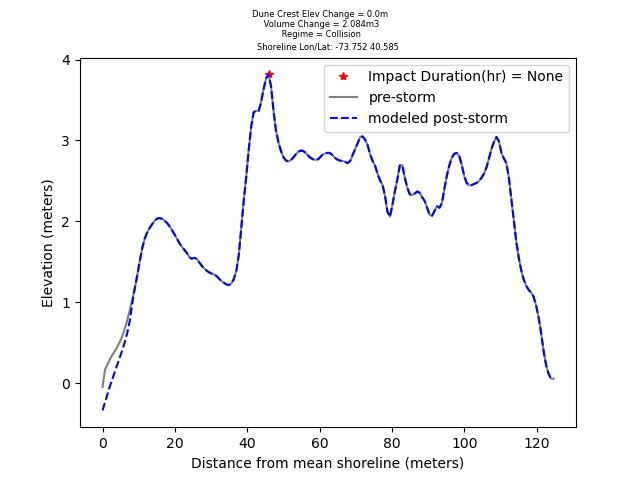 Dune Crest Elev Change = 0.0m
Volume Change = 2.084m3
Regime = Collision
Shoreline Lon/Lat: -73.752 40.585
Impact Duration(hr) = None
pre-storm
modeled post-storm
Elevation (meters)
4
3
2
1
0
0 20 40 60 80 100 120
Distance from mean shoreline (meters)